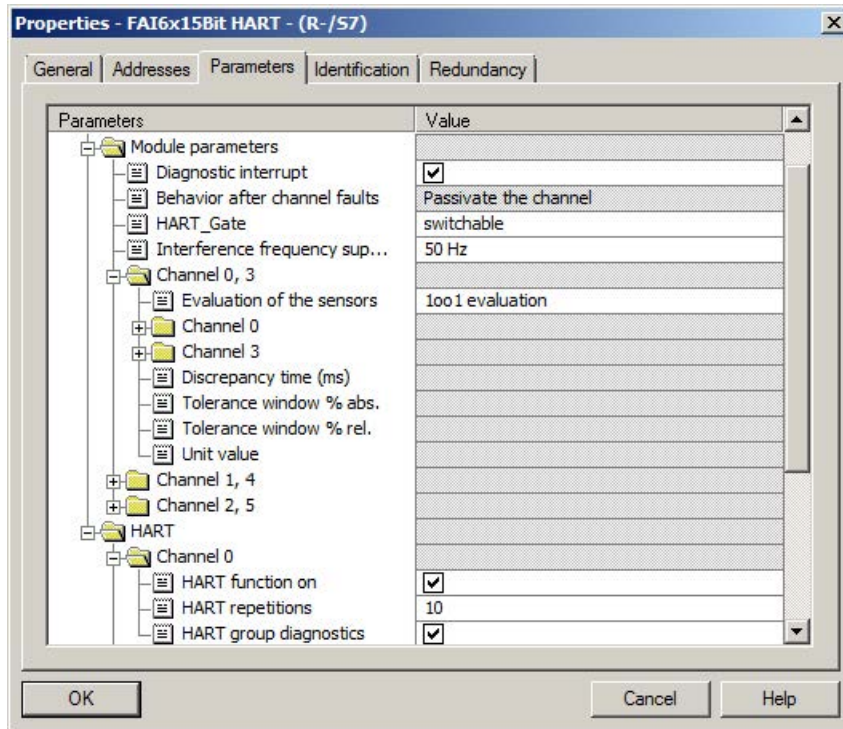 Properties - FAI6x15Bit HART - (R-/S7)
General Addresses Parameters Identification Redundancy
Parameters Value
Module parameters
Diagnostic interrupt
Behavior after channel faults Passivate the channel
HART_Gate switchable
Interference frequency sup... 50 Hz
Channel 0, 3
Evaluation of the sensors 1oo1 evaluation
Channel 0
Channel 3
Discrepancy time (ms)
Tolerance window % abs.
Tolerance window % rel.
Unit value
Channel 1, 4
Channel 2, 5
HART
Channel 0
HART function on
HART repetitions 10
HART group diagnostics
OK Cancel Help